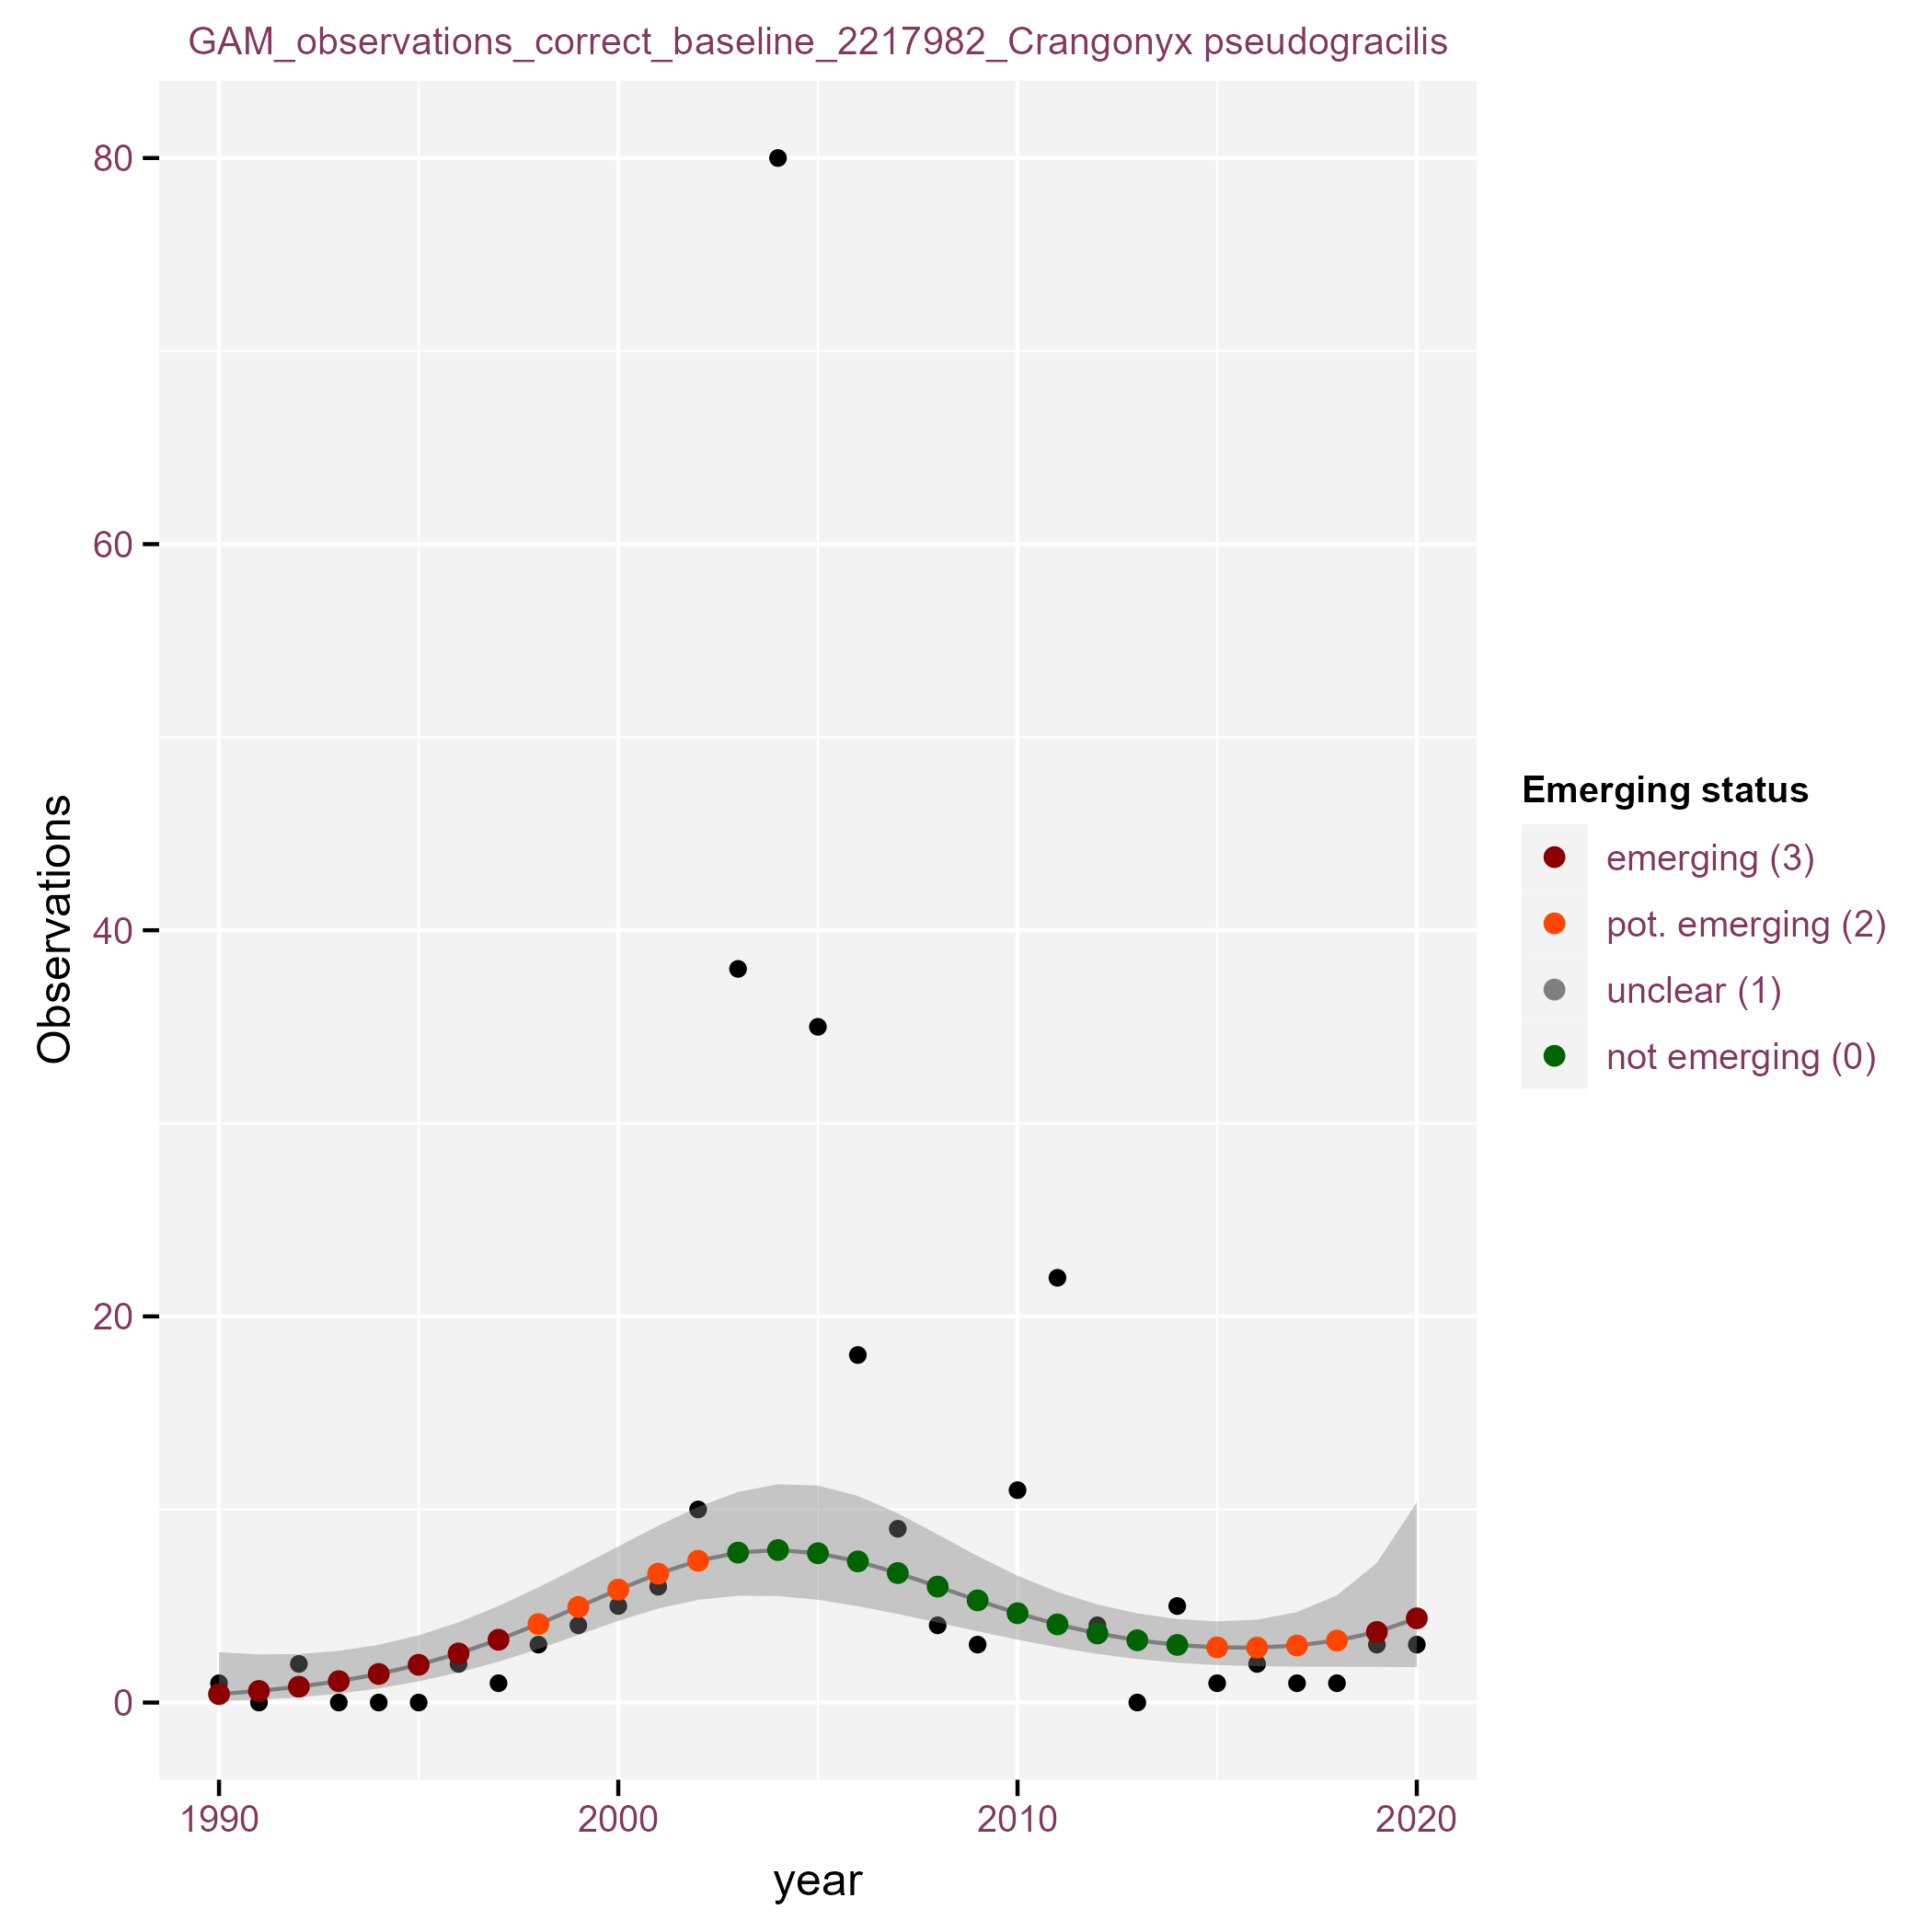 GAM_observations_correct_baseline_2217982_Crangonyx pseudogracilis
80
60
40
20
0
Observations
1990 2000 2010 2020
year
Emerging status
emerging (3)
pot. emerging (2)
unclear (1)
not emerging (0)